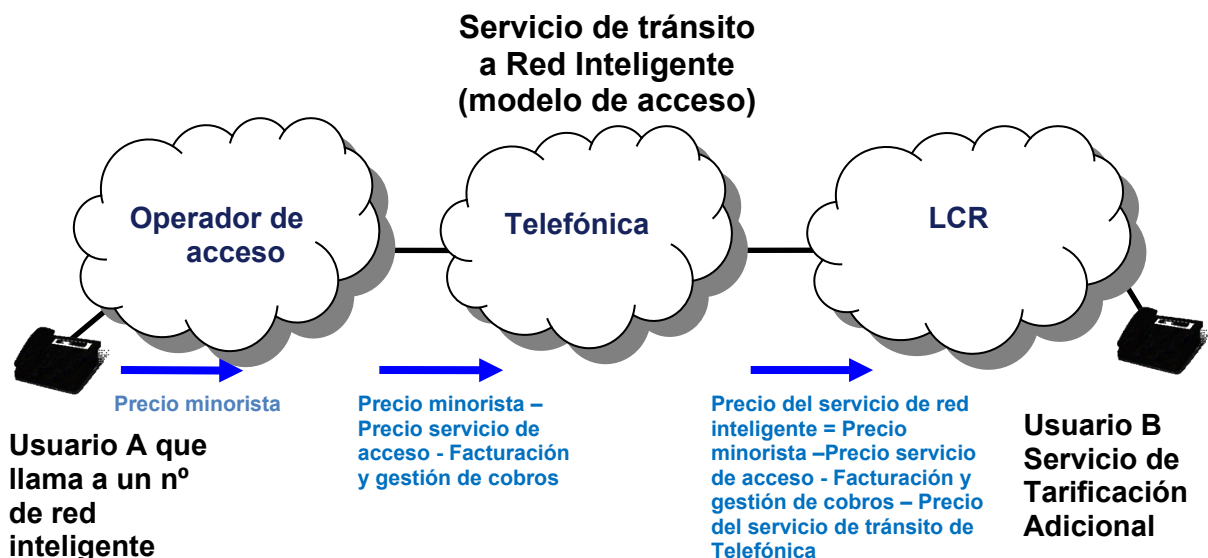 Servicio de tránsito
a Red Inteligente
(modelo de acceso)
Operador de
acceso
Telefónica
LCR
Precio minorista
Precio minorista –
Precio servicio de
acceso - Facturación
y gestión de cobros
Precio del servicio de red
inteligente = Precio
minorista –Precio servicio
de acceso - Facturación y
gestión de cobros – Precio
del servicio de tránsito de
Telefónica
Usuario A que
llama a un nº
de red
inteligente
Usuario B
Servicio de
Tarificación
Adicional